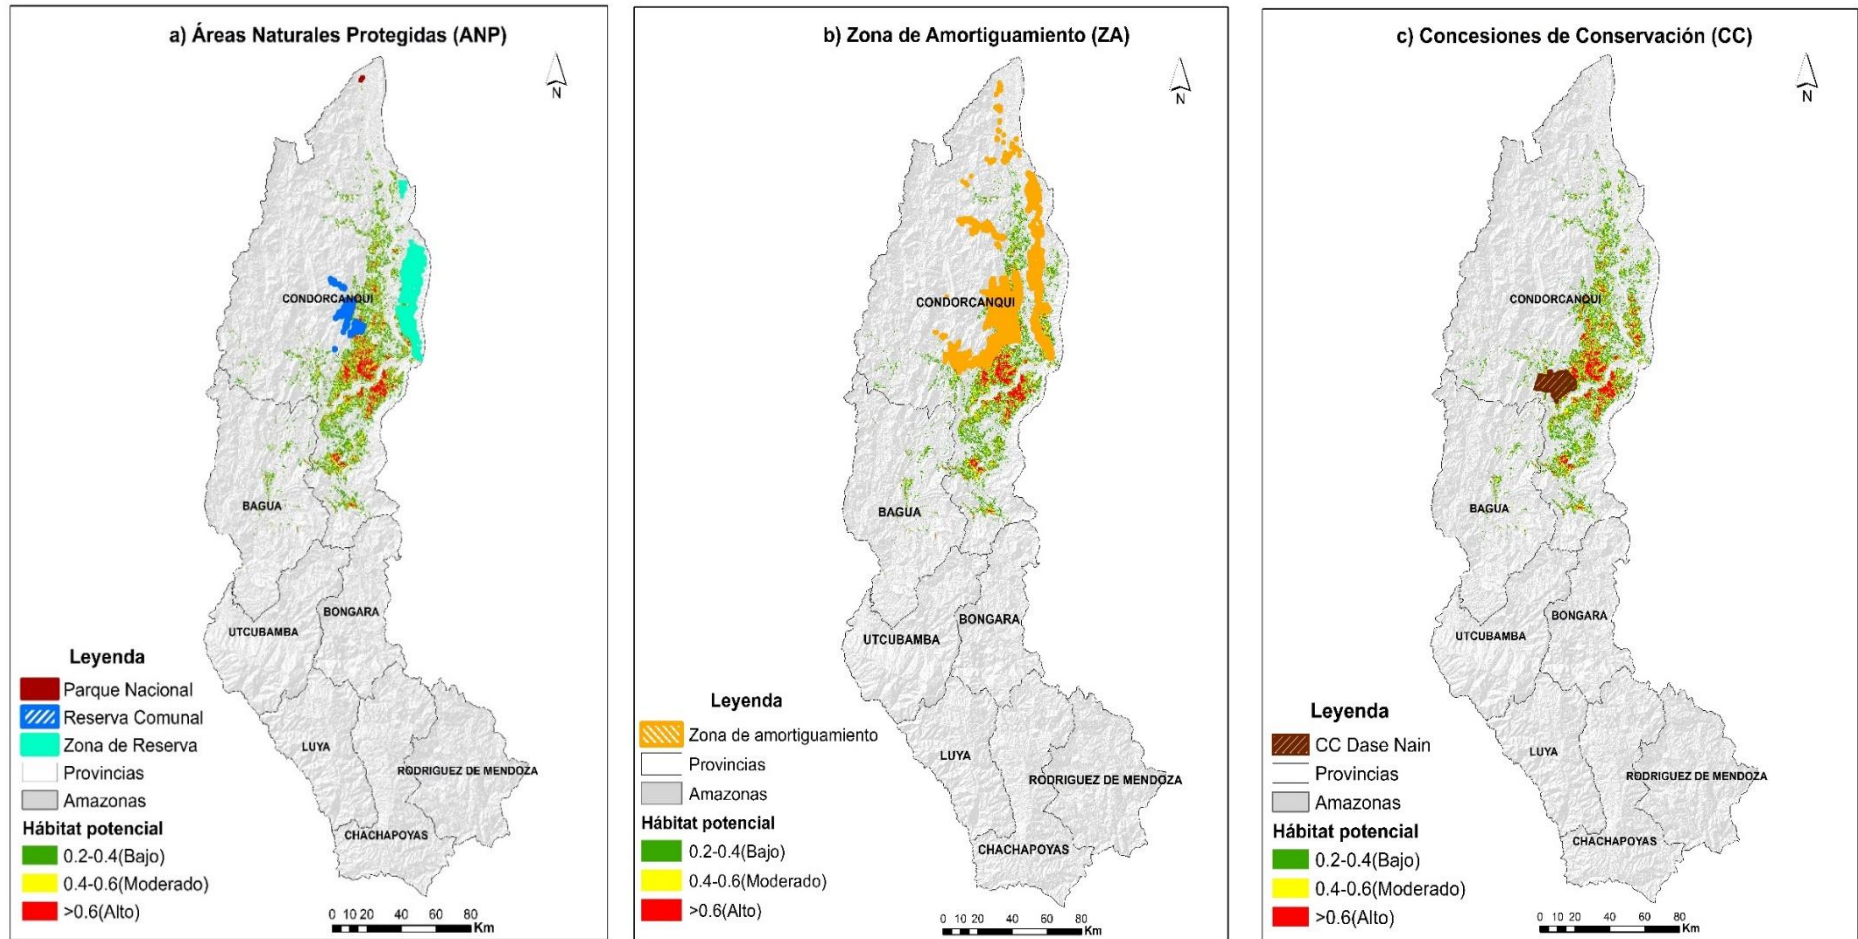 a) Áreas Naturales Protegidas (ANP)
N
CONDORCANQUI
BAGUA
BONGARA
UTCUBAMBA
LUYA
RODRIGUEZ DE MENDOZA
CHACHAPOYAS
Leyenda
Parque Nacional
Reserva Comunal
Zona de Reserva
Provincias
Amazonas
Hábitat potencial
0.2-0.4(Bajo)
0.4-0.6(Moderado)
>0.6(Alto)
0 10 20 40 60 80
Km
b) Zona de Amortiguamiento (ZA)
N
CONDORCANQUI
BAGUA
BONGARA
UTCUBAMBA
LUYA
RODRIGUEZ DE MENDOZA
CHACHAPOYAS
Leyenda
Zona de amortiguamiento
Provincias
Amazonas
Hábitat potencial
0.2-0.4(Bajo)
0.4-0.6(Moderado)
>0.6(Alto)
0 10 20 40 60 80
Km
c) Concesiones de Conservación (CC)
N
CONDORCANQUI
BAGUA
BONGARA
UTCUBAMBA
LUYA
RODRIGUEZ DE MENDOZA
CHACHAPOYAS
Leyenda
CC Dase Nain
Provincias
Amazonas
Hábitat potencial
0.2-0.4(Bajo)
0.4-0.6(Moderado)
>0.6(Alto)
0 10 20 40 60 80
Km